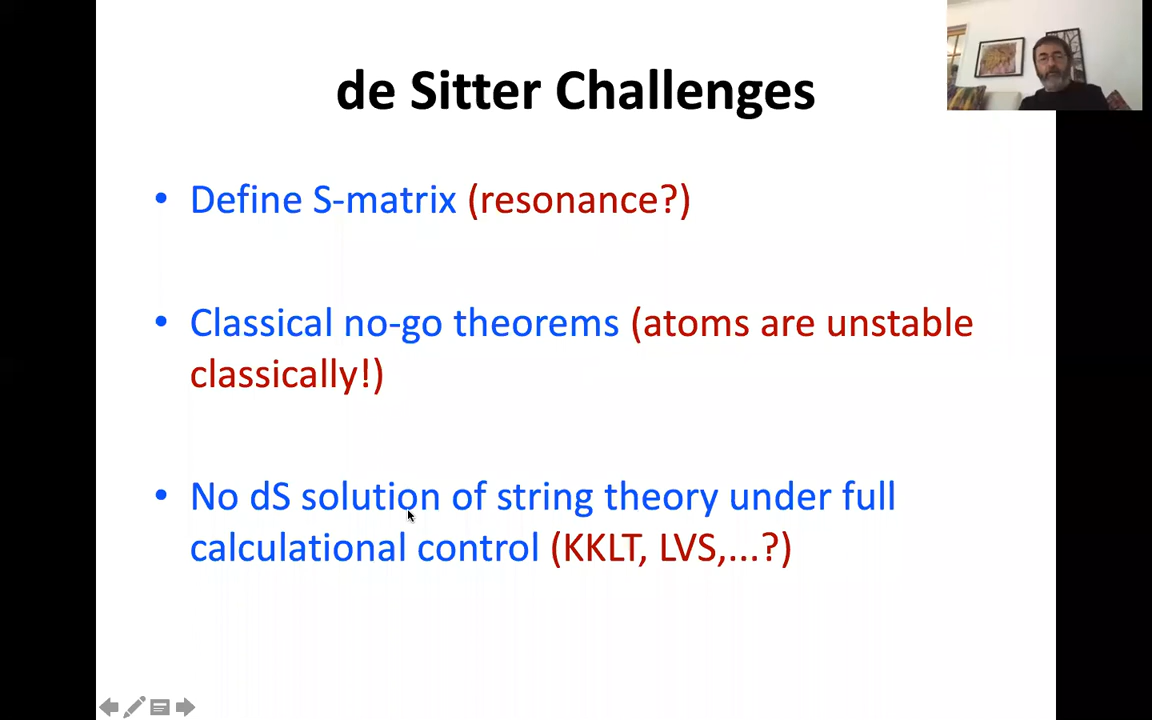 de Sitter Challenges
• Define S-matrix (resonance?)
• Classical no-go theorems (atoms are unstable
classically!)
• No dS solution of string theory under full
calculational control (KKLT, LVS,...?)